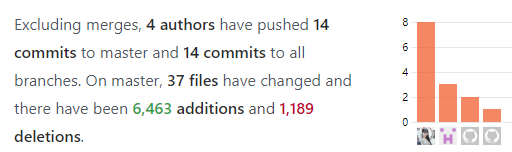 Excluding merges, 4 authors have pushed 14
commits to master and 14 commits to all
branches. On master, 37 files have changed and
there have been 6,463 additions and 1,189
deletions.
8
6
4
2
0